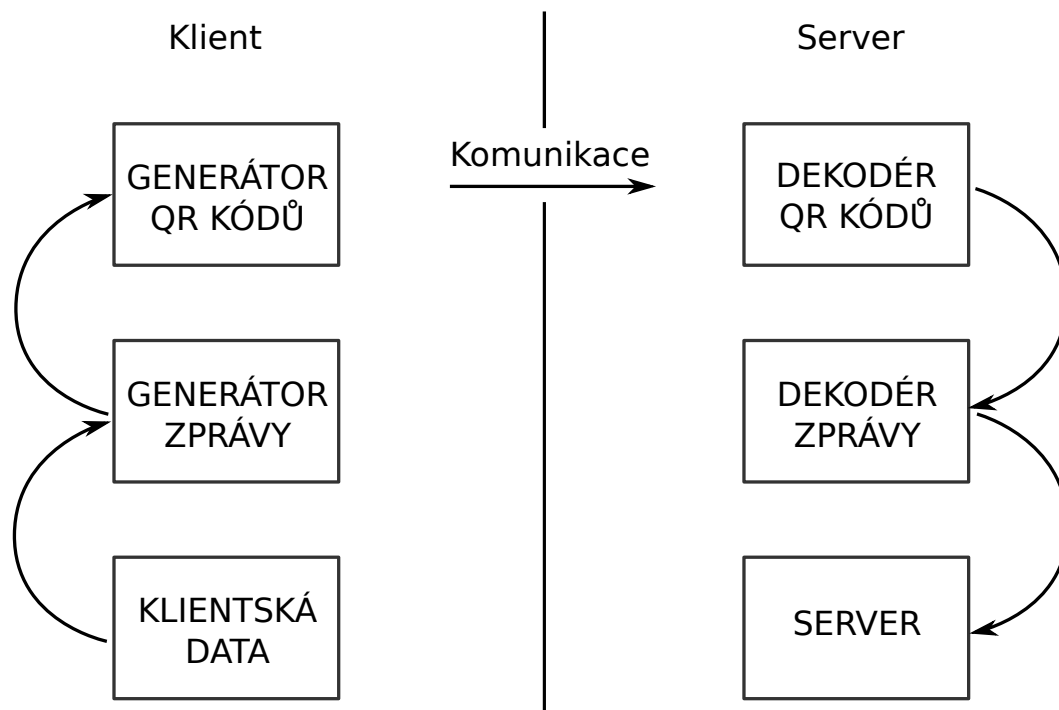 Klient
Server
Komunikace
GENERÁTOR
QR KÓDŮ
DEKODÉR
QR KÓDŮ
GENERÁTOR
ZPRÁVY
DEKODÉR
ZPRÁVY
KLIENTSKÁ
DATA
SERVER